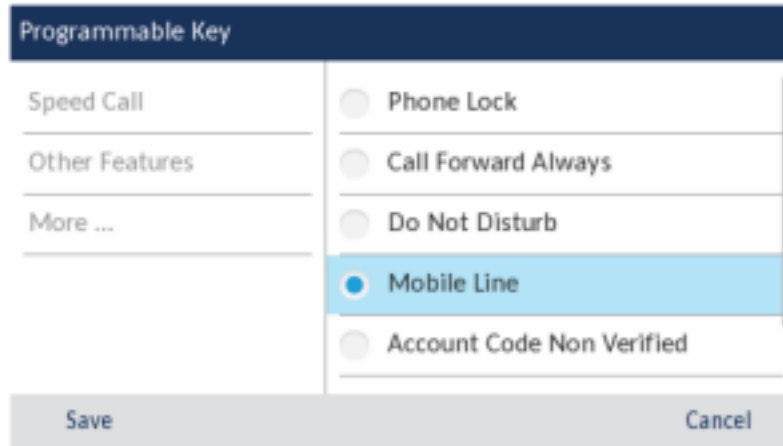 Programmable Key
Speed Call
Other Features
More ...
Phone Lock
Call Forward Always
Do Not Disturb
Mobile Line
Account Code Non Verified
Save
Cancel